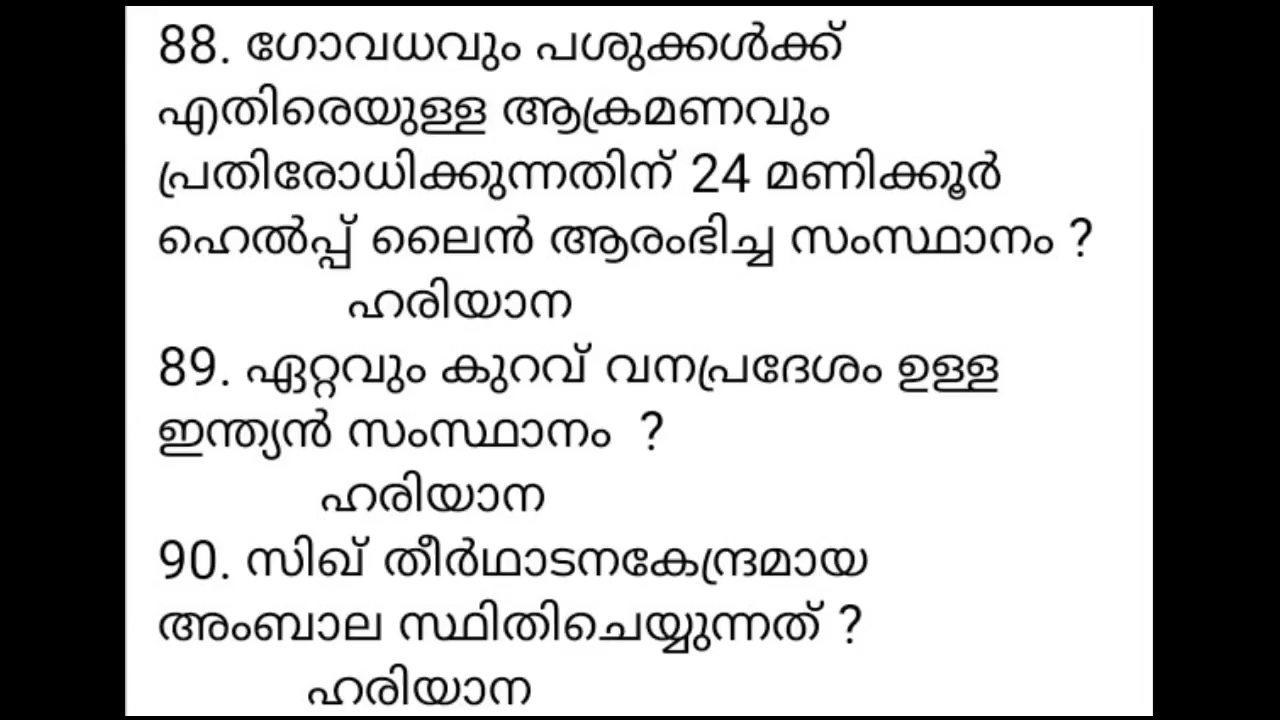 88. ഗോവധവും പശുക്കൾക്ക്
എതിരെയുള്ള ആക്രമണവും
പ്രതിരോധിക്കുന്നതിന് 24 മണിക്കൂർ
ഹെൽപ്പ് ലൈൻ ആരംഭിച്ച സംസ്ഥാനം ?
ഹരിയാന
89. ഏറ്റവും കുറവ് വനപ്രദേശം ഉള്ള
ഇന്ത്യൻ സംസ്ഥാനം ?
ഹരിയാന
90. സിഖ് തീർഥാടനകേന്ദ്രമായ
അംബാല സ്ഥിതിചെയ്യുന്നത് ?
ഹരിയാന